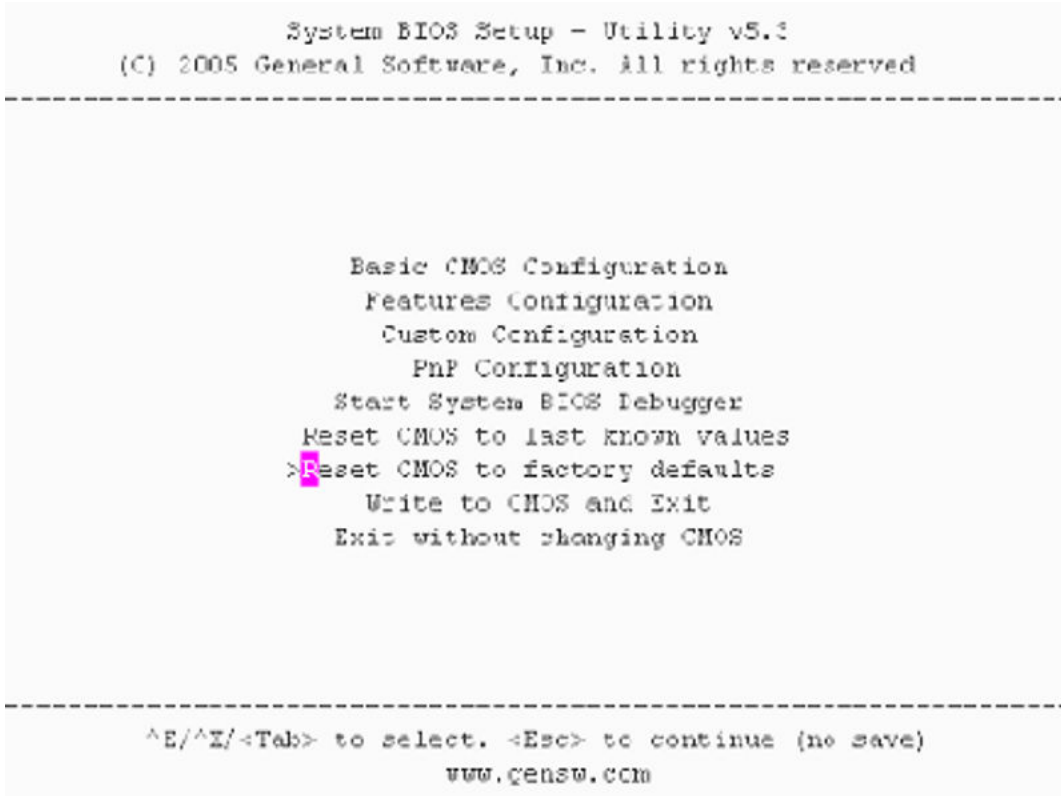 System BIOS Setup - Utility v5.3
(C) 2005 General Software, Inc. All rights reserved
Basic CMOS Configuration
Features Configuration
Custom Configuration
PnP Configuration
Start System BIOS Debugger
Reset CMOS to last known values
>Reset CMOS to factory defaults
Write to CMOS and Exit
Exit without changing CMOS
^E/^X/<Tab> to select. <Esc> to continue (no save)
www.gensw.com